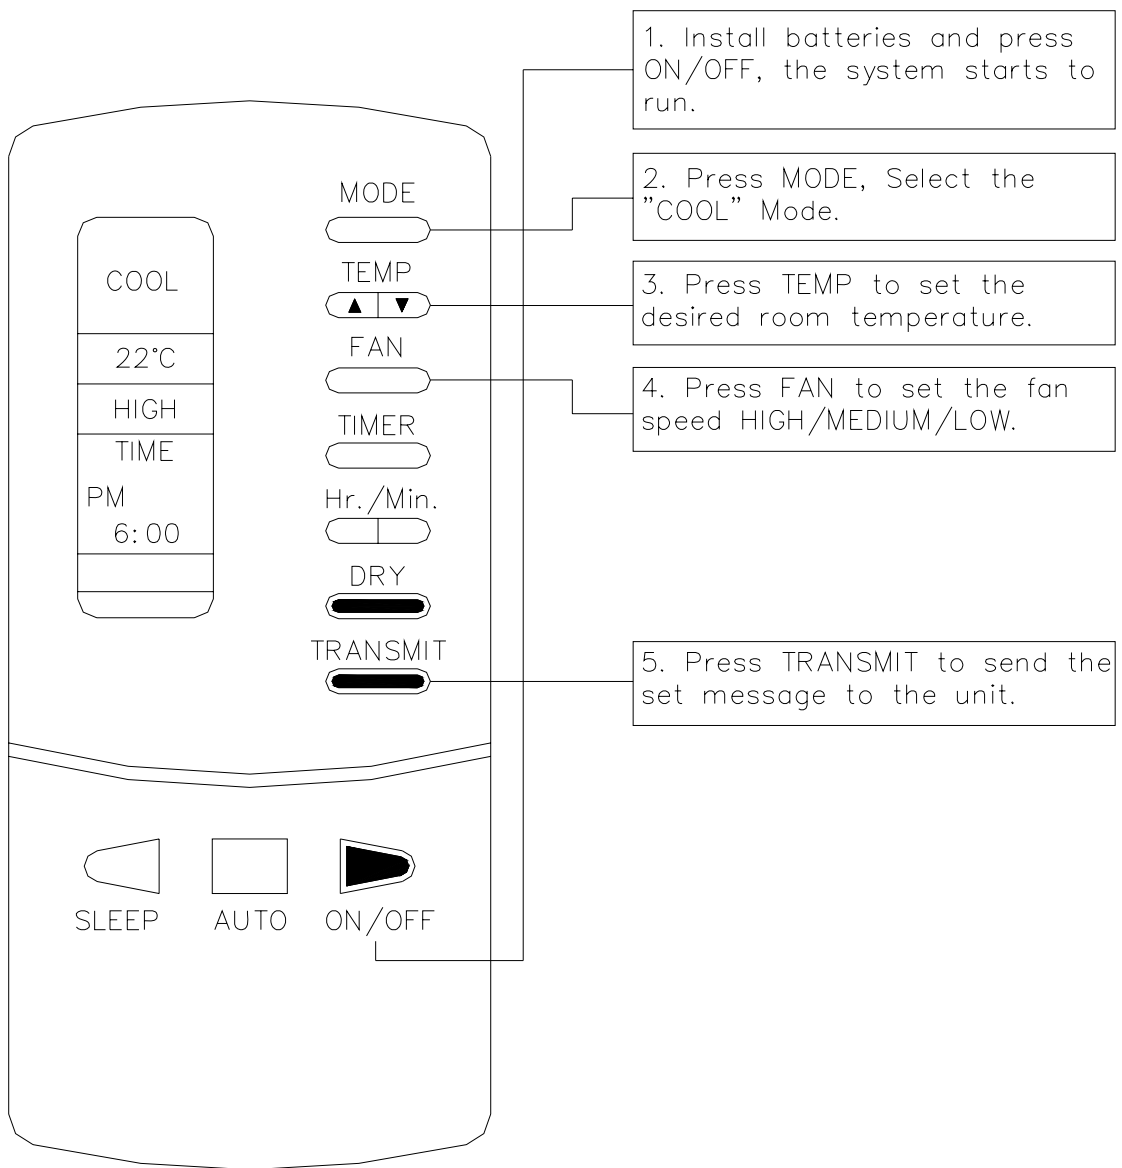 1. Install batteries and press
ON/OFF, the system starts to
run.
2. Press MODE, Select the
"COOL" Mode.
3. Press TEMP to set the
desired room temperature.
4. Press FAN to set the fan
speed HIGH/MEDIUM/LOW.
5. Press TRANSMIT to send the
set message to the unit.
COOL
22°C
HIGH
TIME
PM
6:00
MODE
TEMP
▲ ▼
FAN
TIMER
Hr./Min.
DRY
TRANSMIT
SLEEP AUTO ON/OFF